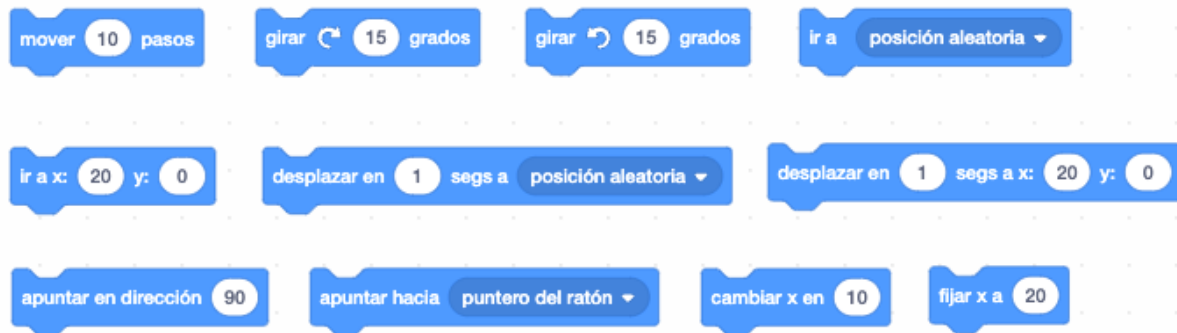 mover 10 pasos
girar 15 grados
girar 15 grados
ir a posición aleatoria
ir a x: 20 y: 0
desplazar en 1 segs a posición aleatoria
desplazar en 1 segs a x: 20 y: 0
apuntar en dirección 90
apuntar hacia puntero del ratón
cambiar x en 10
fijar x a 20